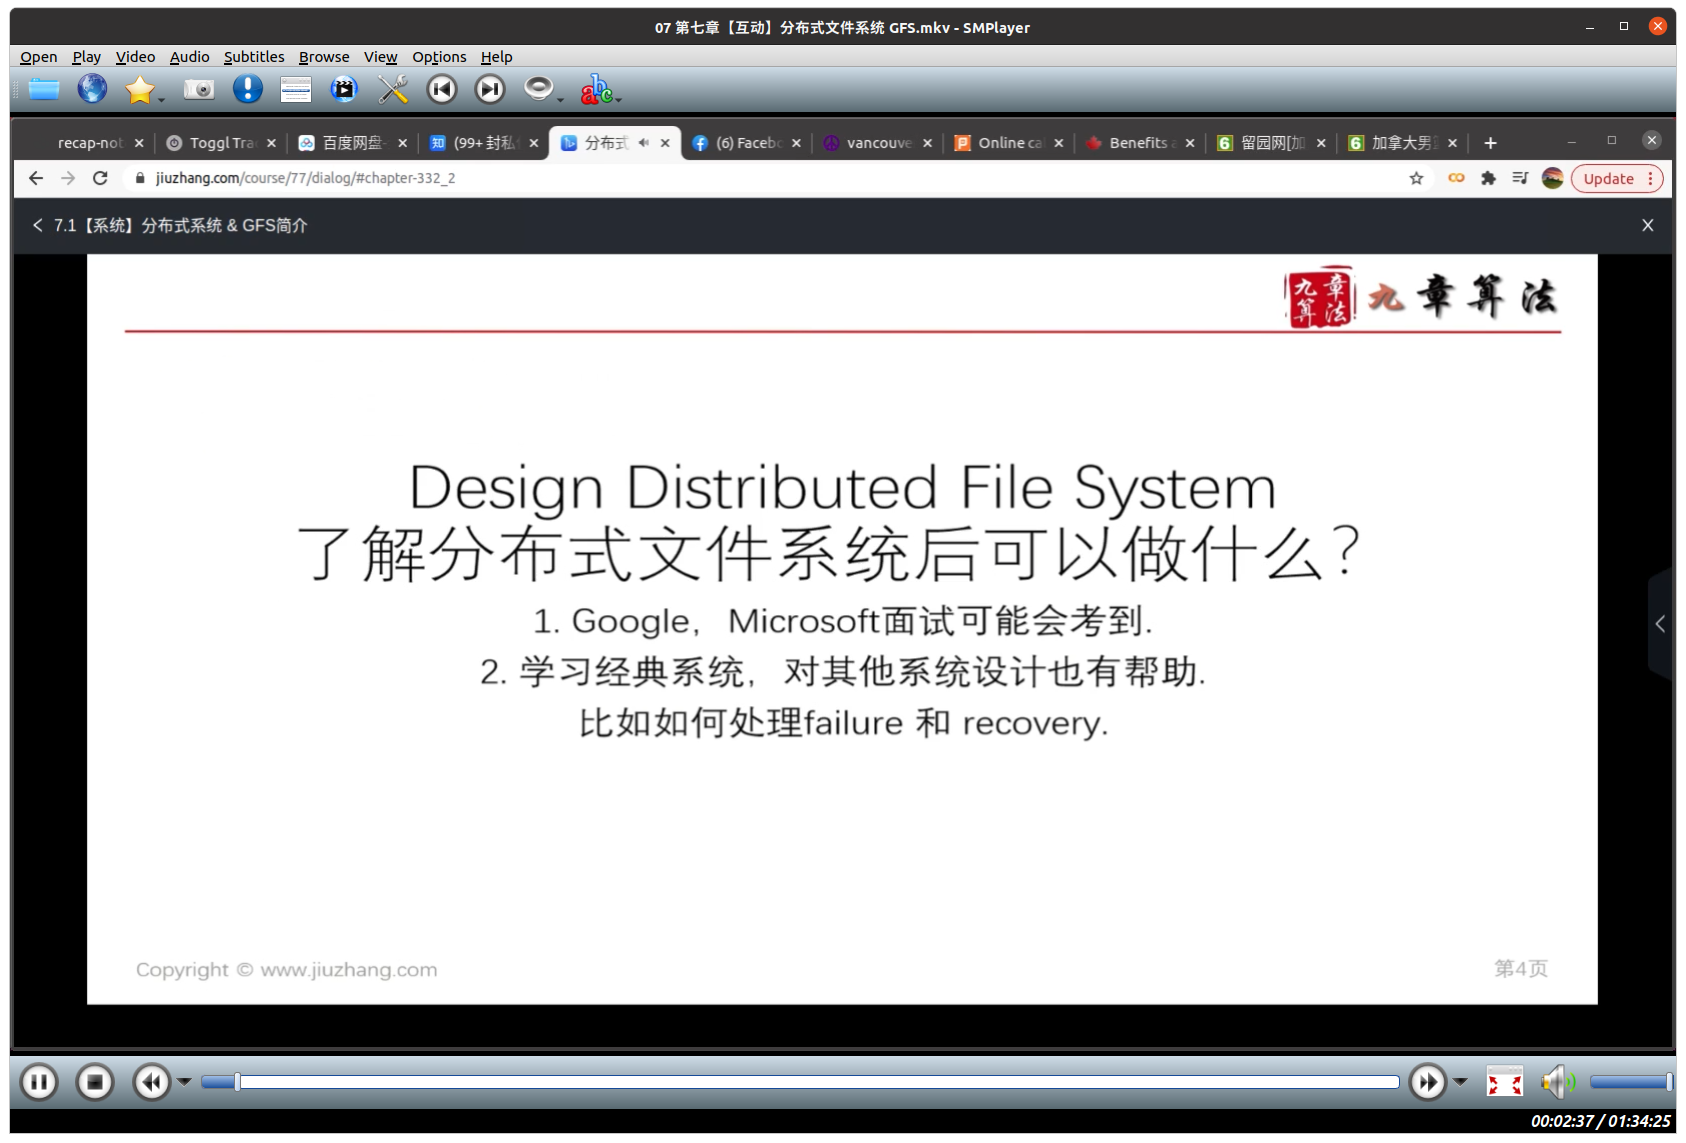 07 第七章【互动】分布式文件系统 GFS.mkv - SMPlayer
Open Play Video Audio Subtitles Browse View Options Help
recap-not Toggl Tra 百度网盘- (99+ 封私 分布式 (6) Facebo vancouve Online ca Benefits a 留园网[加 加拿大男
jiuzhang.com/course/77/dialog/#chapter-332_2 Update
7.1【系统】分布式系统 & GFS简介
九章算法 九章算法
Design Distributed File System
了解分布式文件系统后可以做什么?
1. Google，Microsoft面试可能会考到.
2. 学习经典系统，对其他系统设计也有帮助.
比如如何处理failure 和 recovery.
Copyright © www.jiuzhang.com 第4页
00:02:37 / 01:34:25